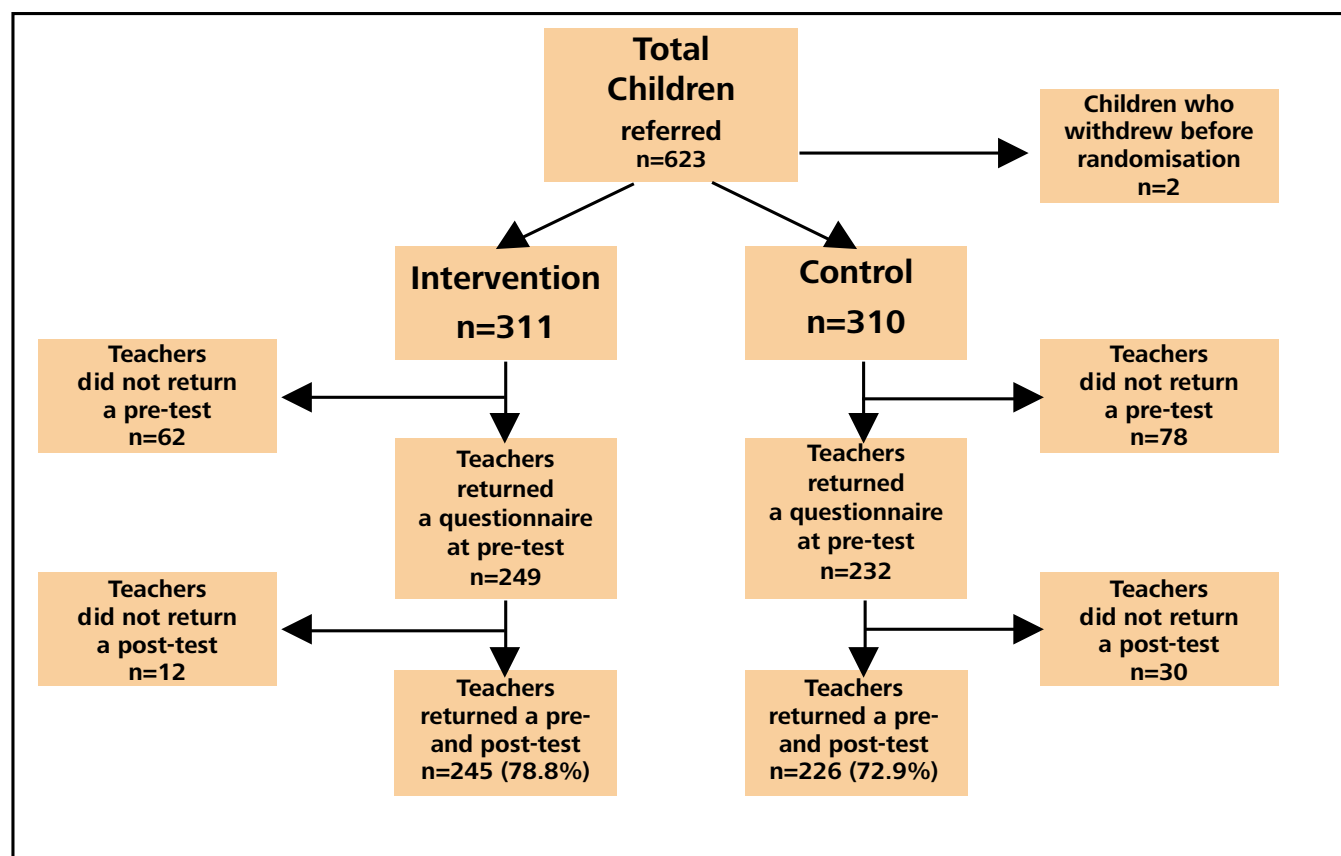 Total
Children
referred
n=623
Children who
withdrew before
randomisation
n=2
Intervention
n=311
Control
n=310
Teachers
did not return
a pre-test
n=62
Teachers
did not return
a pre-test
n=78
Teachers
returned
a questionnaire
at pre-test
n=249
Teachers
returned
a questionnaire
at pre-test
n=232
Teachers
did not return
a post-test
n=12
Teachers
did not return
a post-test
n=30
Teachers
returned a pre-
and post-test
n=245 (78.8%)
Teachers
returned a pre-
and post-test
n=226 (72.9%)